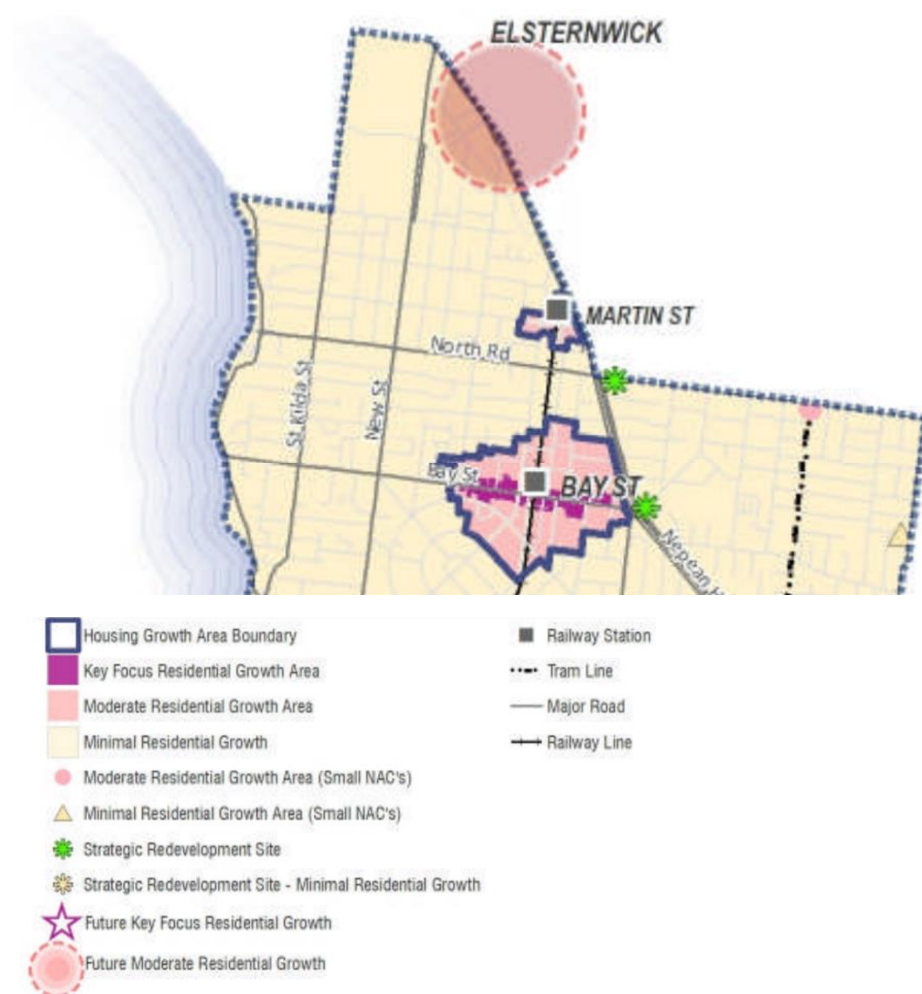 ELSTERNWICK
MARTIN ST
North Rd
St Kilda St
New St
Bay St
BAY ST
Nepean H
Housing Growth Area Boundary
Key Focus Residential Growth Area
Moderate Residential Growth Area
Minimal Residential Growth
Moderate Residential Growth Area (Small NAC's)
Minimal Residential Growth Area (Small NAC's)
Strategic Redevelopment Site
Strategic Redevelopment Site - Minimal Residential Growth
Future Key Focus Residential Growth
Future Moderate Residential Growth
Railway Station
Tram Line
Major Road
Railway Line